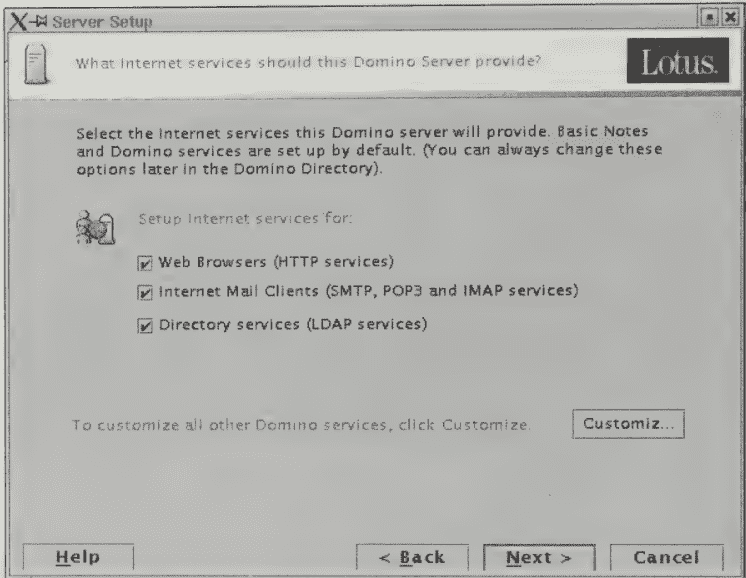 Server Setup
What Internet services should this Domino Server provide?
Lotus.
Select the Internet services this Domino server will provide. Basic Notes
and Domino services are set up by default. (You can always change these
options later in the Domino Directory).
Setup Internet services for:
Web Browsers (HTTP services)
Internet Mail Clients (SMTP, POP3 and IMAP services)
Directory services (LDAP services)
To customize all other Domino services, click Customize.
Customiz...
Help
< Back
Next >
Cancel